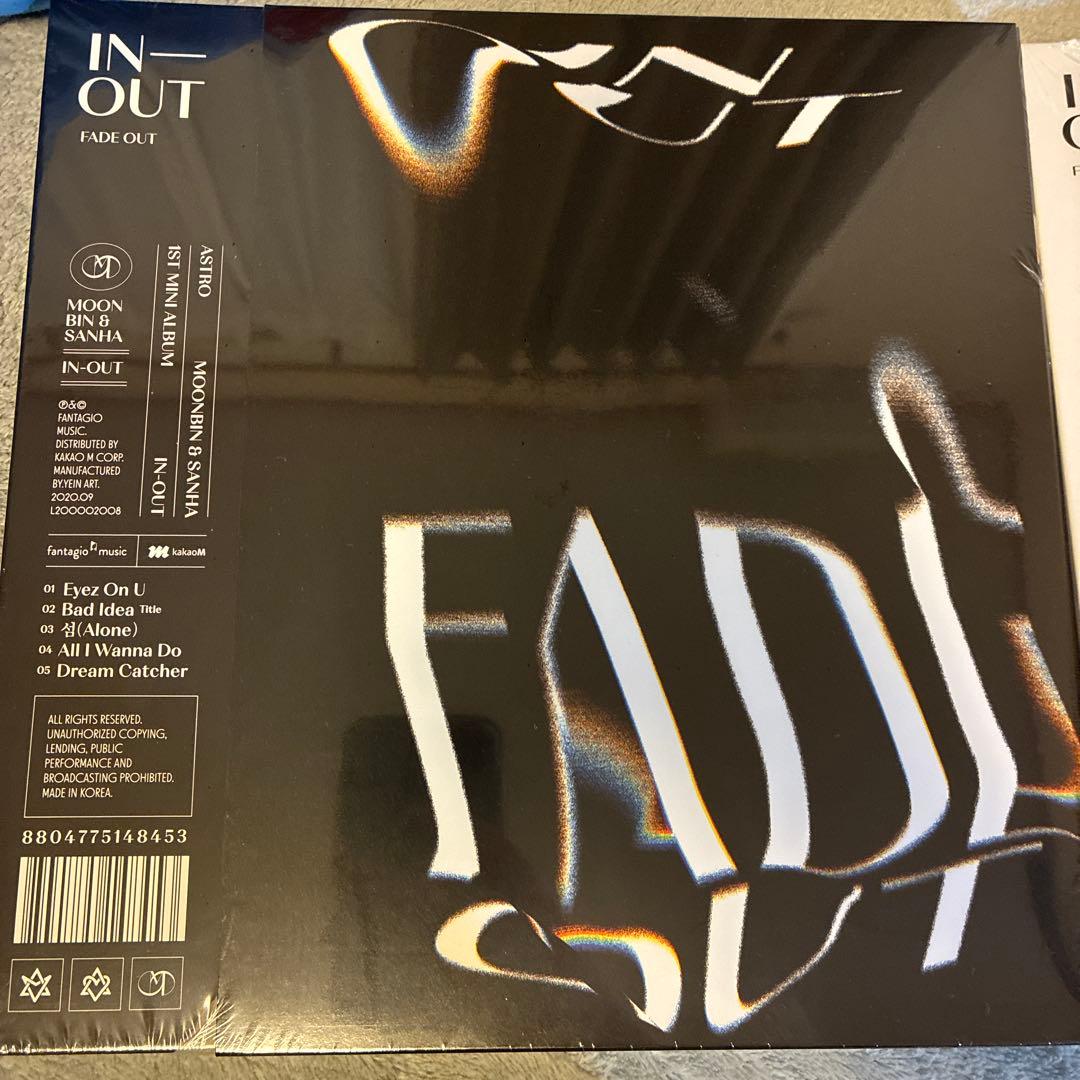 IN—
OUT
FADE OUT
MOON
BIN &
SANHA
IN-OUT
ASTRO
1ST MINI ALBUM
MOONBIN & SANHA
IN-OUT
℗&©
FANTAGIO
MUSIC.
DISTRIBUTED BY
KAKAO M CORP.
MANUFACTURED
BY.YEIN ART.
2020.09
L200002008
fantagio music
kakaoM
01 Eyez On U
02 Bad Idea Title
03 섬(Alone)
04 All I Wanna Do
05 Dream Catcher
ALL RIGHTS RESERVED.
UNAUTHORIZED COPYING,
LENDING, PUBLIC
PERFORMANCE AND
BROADCASTING PROHIBITED.
MADE IN KOREA.
8804775148453
OUT
FADE
OUT